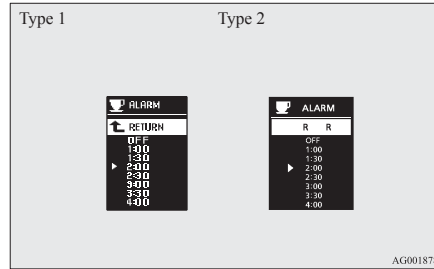 Type 1
Type 2
ALARM
RETURN
OFF
1:00
1:30
2:00
2:30
3:00
3:30
4:00
ALARM
R R
OFF
1:00
1:30
2:00
2:30
3:00
3:30
4:00
AG00187